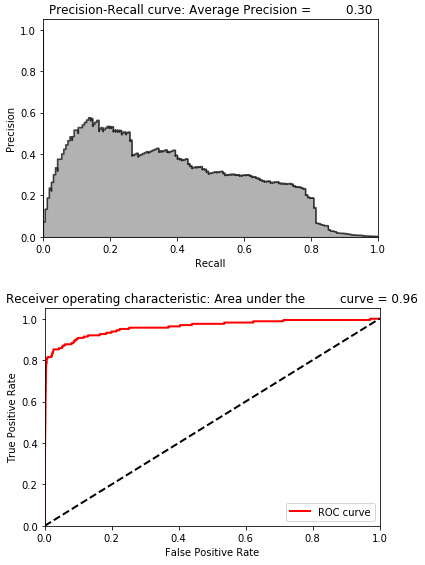 Precision-Recall curve: Average Precision =          0.30
1.0
0.8
0.6
0.4
0.2
0.0
Precision
0.0 0.2 0.4 0.6 0.8 1.0
Recall
Receiver operating characteristic: Area under the          curve = 0.96
1.0
0.8
0.6
0.4
0.2
0.0
True Positive Rate
ROC curve
0.0 0.2 0.4 0.6 0.8 1.0
False Positive Rate